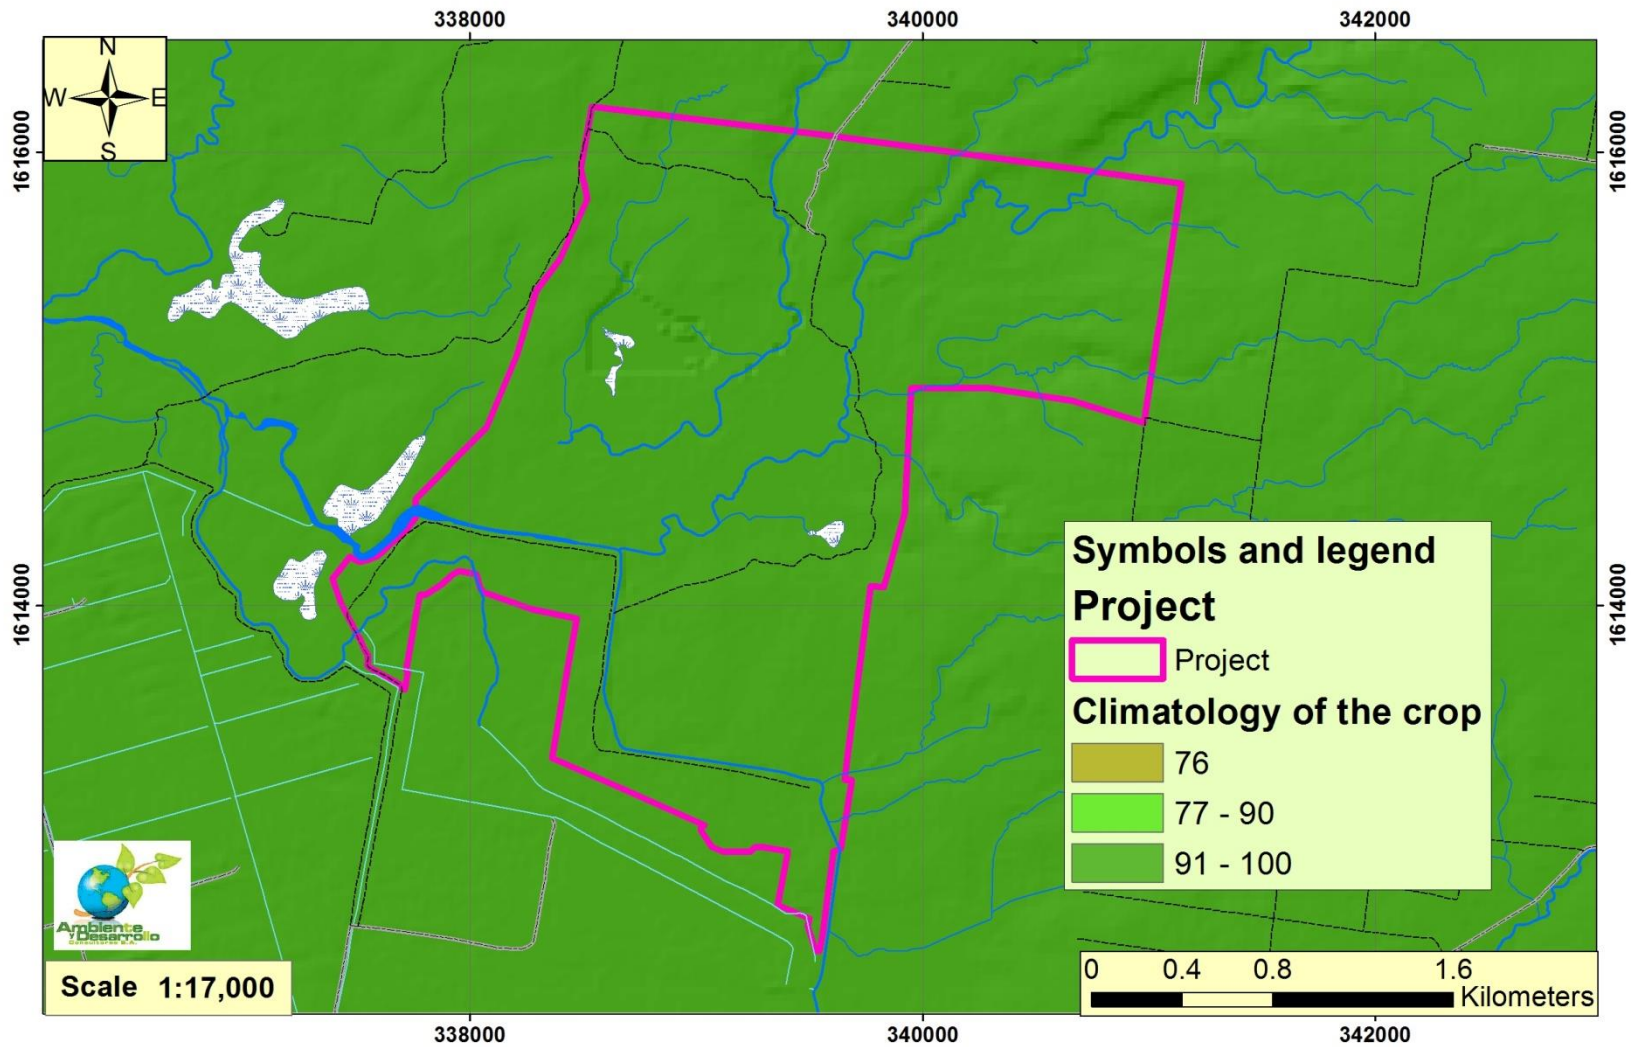 338000
340000
342000
N
W E
S
1616000
1616000
1614000
1614000
Symbols and legend
Project
Project
Climatology of the crop
76
77 - 90
91 - 100
Ambiente
y Desarrollo
Consultores S.A.
Scale 1:17,000
0 0.4 0.8 1.6
Kilometers
338000
340000
342000